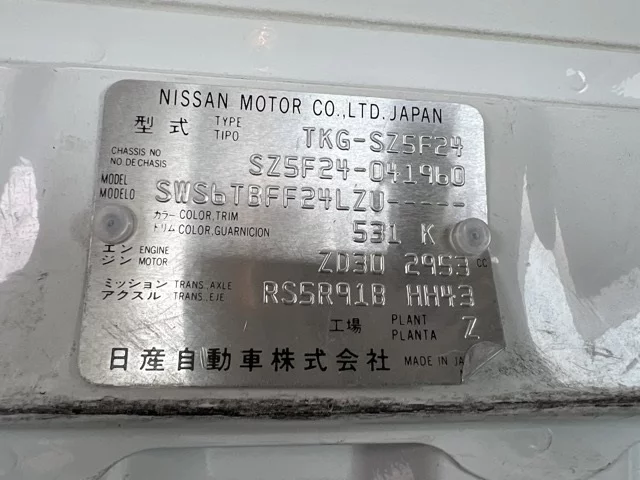 NISSAN MOTOR CO.,LTD. JAPAN
型式 TYPE TIPO TKG-SZ5F24
CHASSIS NO NO DE CHASIS SZ5F24-041960
MODEL MODELO SWS6TBFF24LZU-----
カラー COLOR, TRIM
トリム COLOR, GUARNICION 531 K
エンジン ENGINE MOTOR ZD30 2953 CC
ミッション TRANS., AXLE
アクスル TRANS., EJE RS5R91B HH43
工場 PLANT PLANTA Z
日産自動車株式会社 MADE IN JA